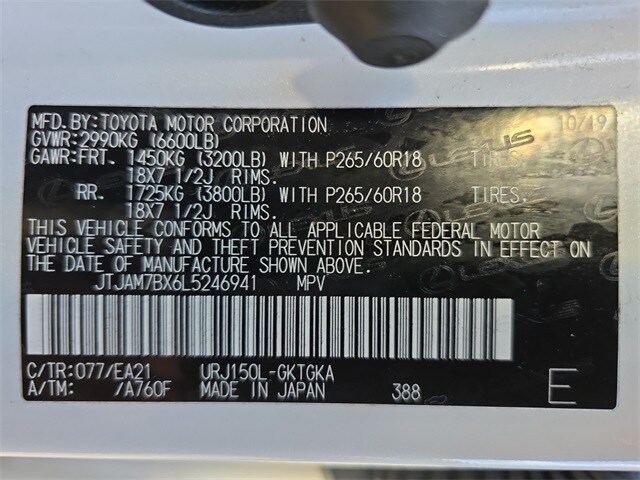 MFD.BY:TOYOTA MOTOR CORPORATION 10/19
GVWR:2990KG (6600LB)
GAWR:FRT. 1450KG (3200LB) WITH P265/60R18 TIRES,
18X7 1/2J RIMS.
RR. 1725KG (3800LB) WITH P265/60R18 TIRES,
18X7 1/2J RIMS.
THIS VEHICLE CONFORMS TO ALL APPLICABLE FEDERAL MOTOR
VEHICLE SAFETY AND THEFT PREVENTION STANDARDS IN EFFECT ON
THE DATE OF MANUFACTURE SHOWN ABOVE.
JTJAM7BX6L5246941 MPV
C/TR:077/EA21 URJ150L-GKTGKA
A/TM: /A760F MADE IN JAPAN 388 E
LEXUS
LEXUS